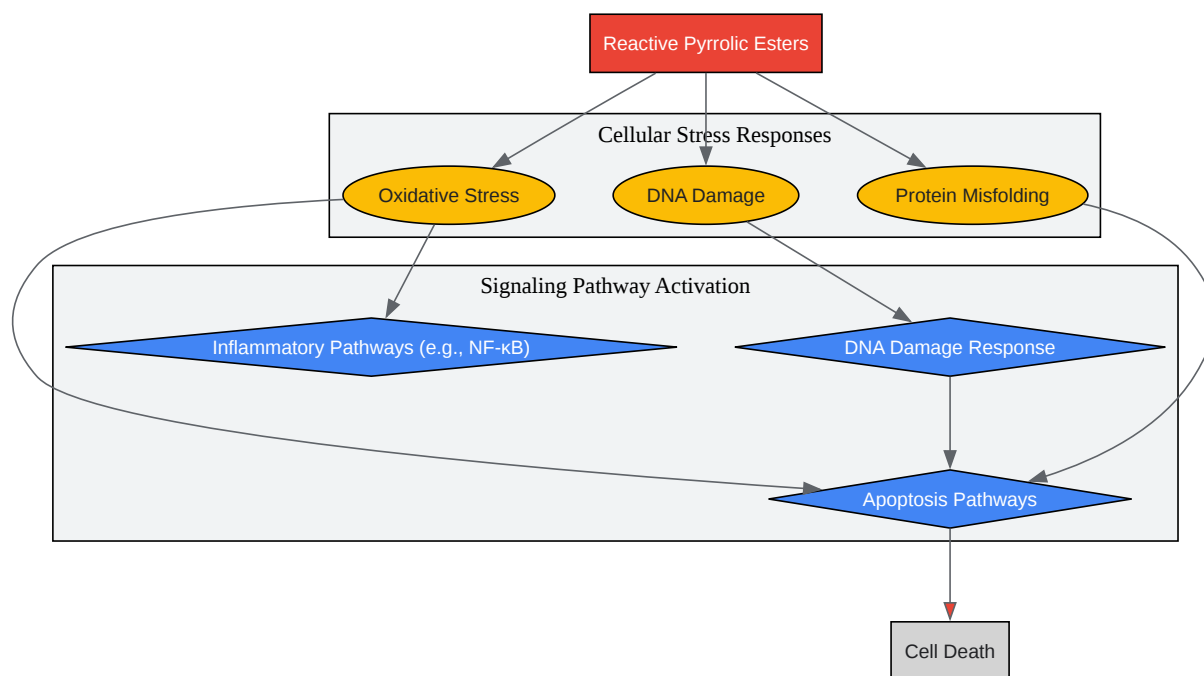 Reactive Pyrrolic Esters
Cellular Stress Responses
Oxidative Stress
DNA Damage
Protein Misfolding
Signaling Pathway Activation
Inflammatory Pathways (e.g., NF-κB)
DNA Damage Response
Apoptosis Pathways
Cell Death